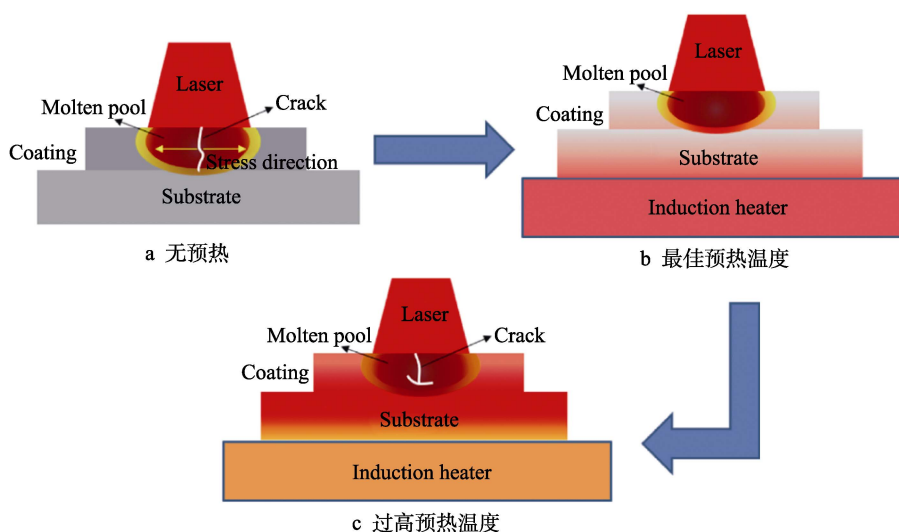 Laser
Molten pool
Crack
Coating
Stress direction
Substrate
a 无预热
Laser
Molten pool
Coating
Substrate
Induction heater
b 最佳预热温度
Laser
Molten pool
Crack
Coating
Substrate
Induction heater
c 过高预热温度